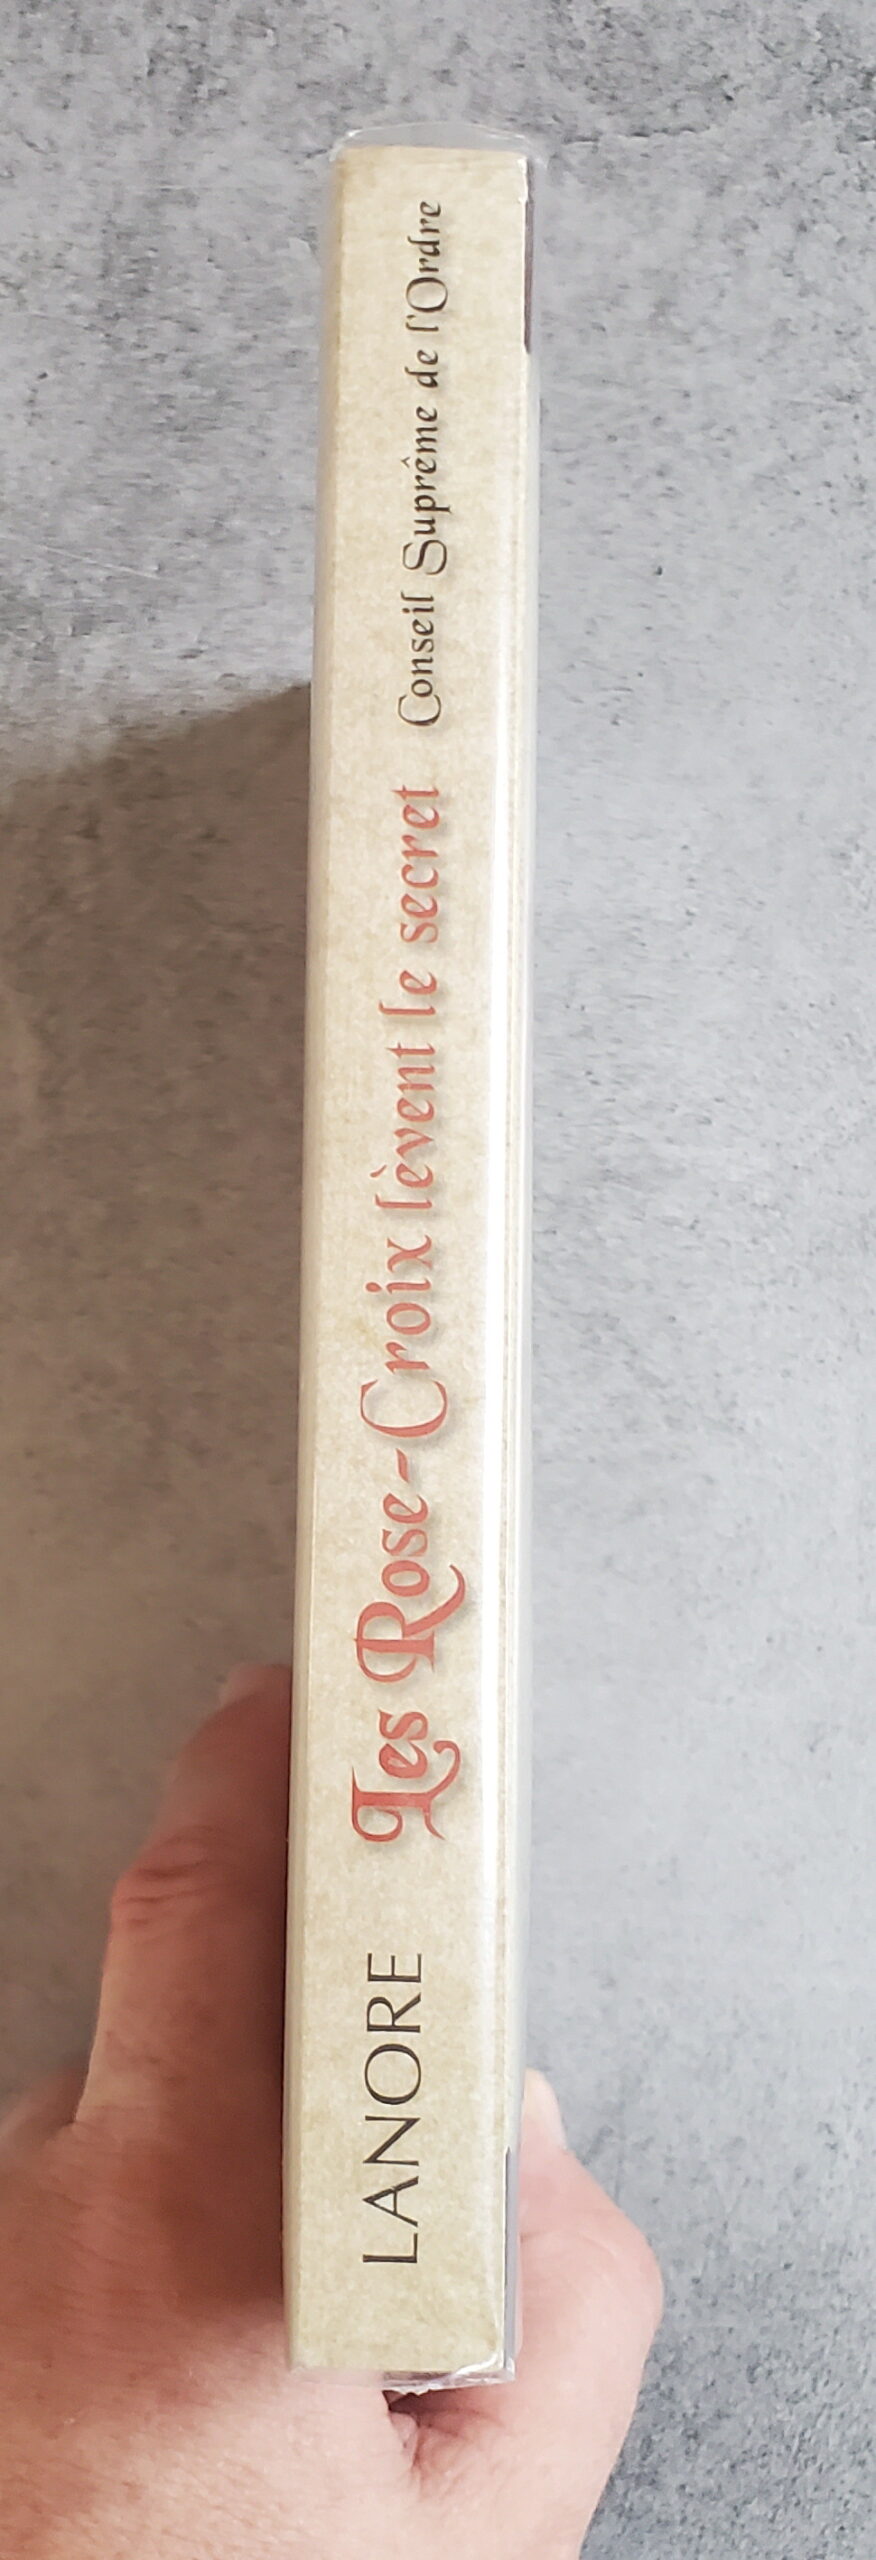 LANORE
Les Rose-Croix lèvent le secret
Conseil Suprême de l'Ordre